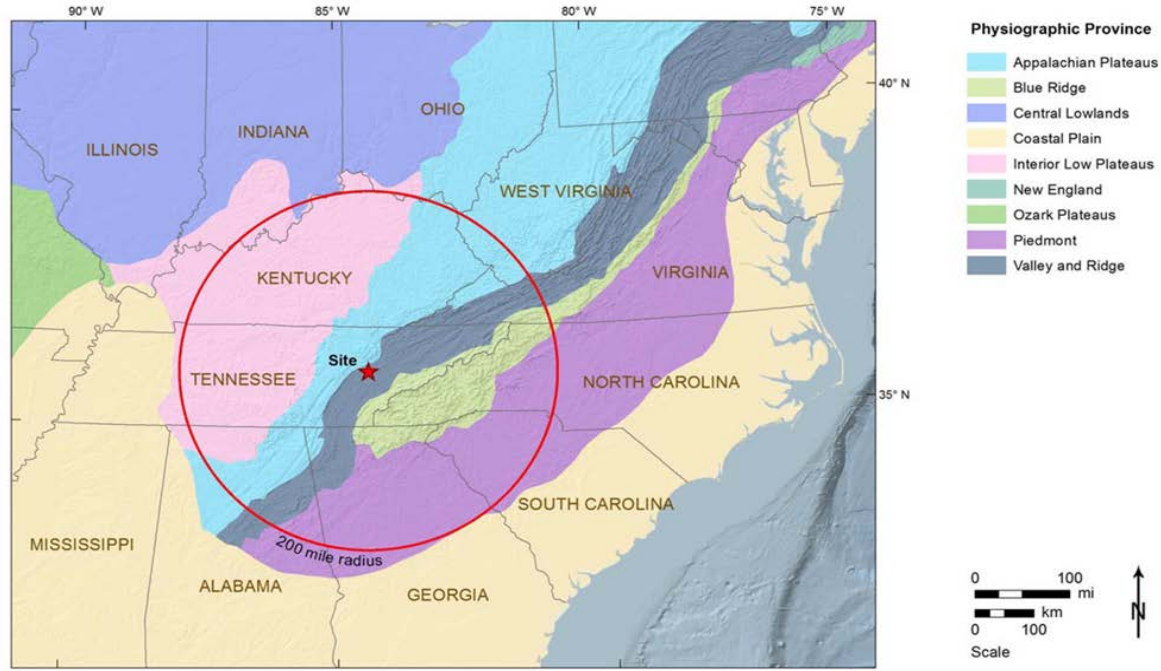 90° W
85° W
80° W
75° W
40° N
35° N
OHIO
INDIANA
ILLINOIS
WEST VIRGINIA
KENTUCKY
VIRGINIA
Site
TENNESSEE
NORTH CAROLINA
SOUTH CAROLINA
MISSISSIPPI
200 mile radius
ALABAMA
GEORGIA
Physiographic Province
Appalachian Plateaus
Blue Ridge
Central Lowlands
Coastal Plain
Interior Low Plateaus
New England
Ozark Plateaus
Piedmont
Valley and Ridge
0 100
mi
km
0 100
Scale
N